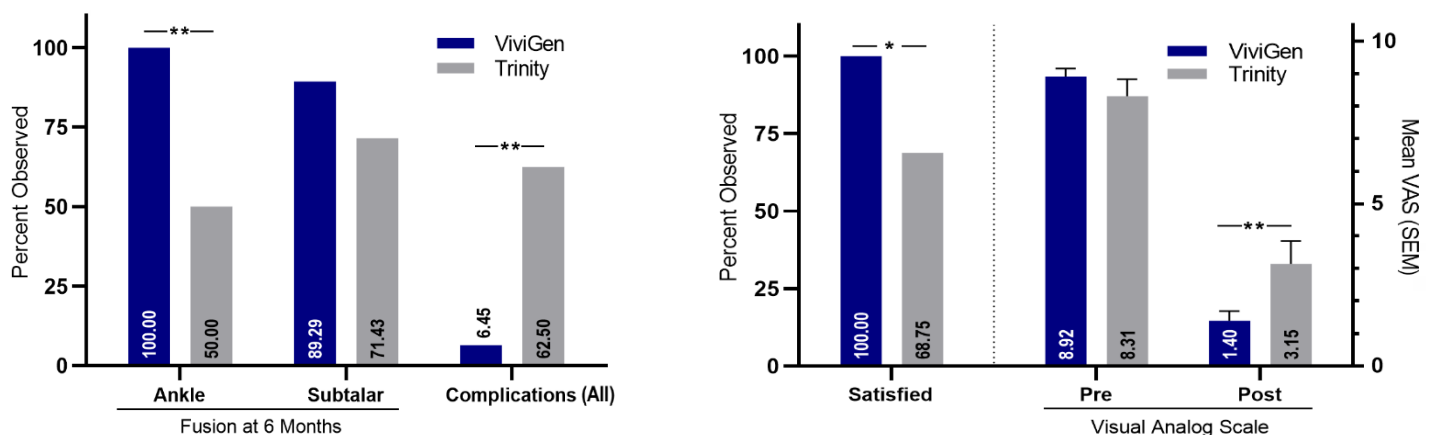 **
ViviGen
Trinity
Percent Observed
100
75
50
25
0
100.00
50.00
89.29
71.43
6.45
**
62.50
Ankle
Subtalar
Complications (All)
Fusion at 6 Months
*
ViviGen
Trinity
Percent Observed
100
75
50
25
0
100.00
68.75
8.92
8.31
**
1.40
3.15
10
5
0
Mean VAS (SEM)
Satisfied
Pre
Post
Visual Analog Scale